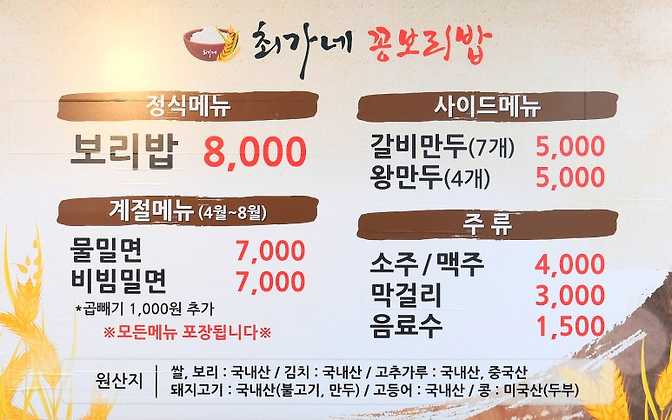 최가네 꽁보리밥
정식메뉴
보리밥 8,000
계절메뉴 (4월~8월)
물밀면 7,000
비빔밀면 7,000
*곱빼기 1,000원 추가
※모든메뉴 포장됩니다※
사이드메뉴
갈비만두(7개) 5,000
왕만두(4개) 5,000
주 류
소주 / 맥주 4,000
막걸리 3,000
음료수 1,500
원산지
쌀, 보리 : 국내산 / 김치 : 국내산 / 고추가루 : 국내산, 중국산
돼지고기 : 국내산(불고기, 만두) / 고등어 : 국내산 / 콩 : 미국산(두부)